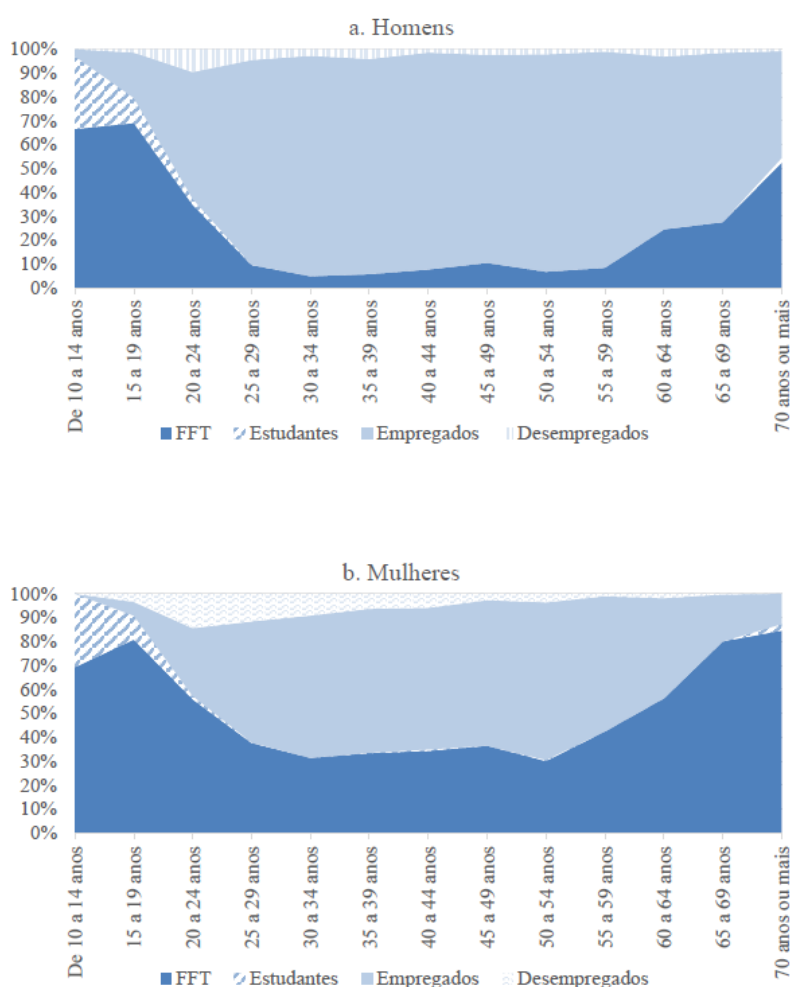 a. Homens
100%
90%
80%
70%
60%
50%
40%
30%
20%
10%
0%
De 10 a 14 anos
15 a 19 anos
20 a 24 anos
25 a 29 anos
30 a 34 anos
35 a 39 anos
40 a 44 anos
45 a 49 anos
50 a 54 anos
55 a 59 anos
60 a 64 anos
65 a 69 anos
70 anos ou mais
FFT Estudantes Empregados Desempregados
b. Mulheres
100%
90%
80%
70%
60%
50%
40%
30%
20%
10%
0%
De 10 a 14 anos
15 a 19 anos
20 a 24 anos
25 a 29 anos
30 a 34 anos
35 a 39 anos
40 a 44 anos
45 a 49 anos
50 a 54 anos
55 a 59 anos
60 a 64 anos
65 a 69 anos
70 anos ou mais
FFT Estudantes Empregados Desempregados